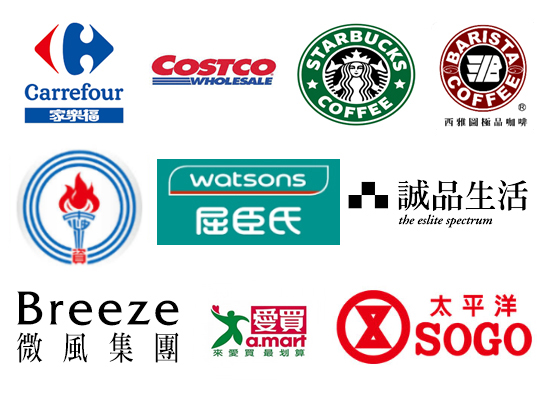 Carrefour
家樂福
COSTCO
WHOLESALE
STARBUCKS
COFFEE
BARISTA
COFFEE
®
西雅圖極品咖啡
資
watsons
屈臣氏
誠品生活
the eslite spectrum
Breeze
微風集團
愛買
a.mart
來愛買 最划算
太平洋
SOGO